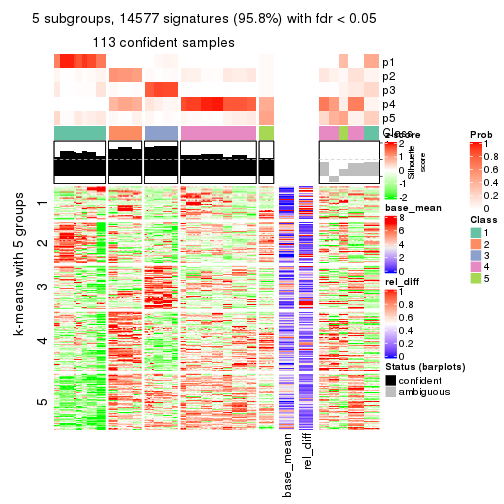 5 subgroups, 14577 signatures (95.8%) with fdr < 0.05
113 confident samples
p1
p2
p3
p4
p5
Class
Silhouette
score
z-score
2
1
0
-1
-2
base_mean
8
6
4
2
0
rel_diff
1
0.8
0.6
0.4
0.2
0
Status (barplots)
confident
ambiguous
Prob
1
0.8
0.6
0.4
0.2
0
Class
1
2
3
4
5
k-means with 5 groups
1
2
3
4
5
base_mean
rel_diff